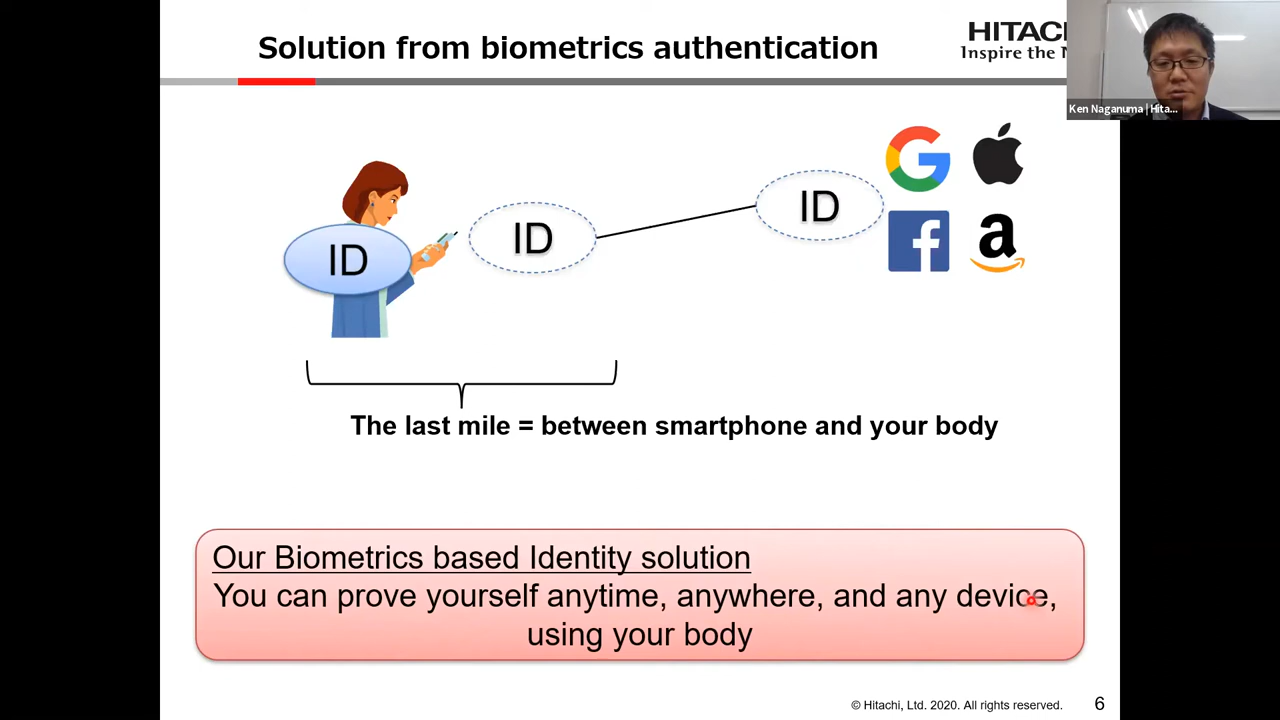 Solution from biometrics authentication
HITACH
Inspire the N
Ken Naganuma | Hita...
ID
ID
ID
The last mile = between smartphone and your body
Our Biometrics based Identity solution
You can prove yourself anytime, anywhere, and any device,
using your body
© Hitachi, Ltd. 2020. All rights reserved.
6